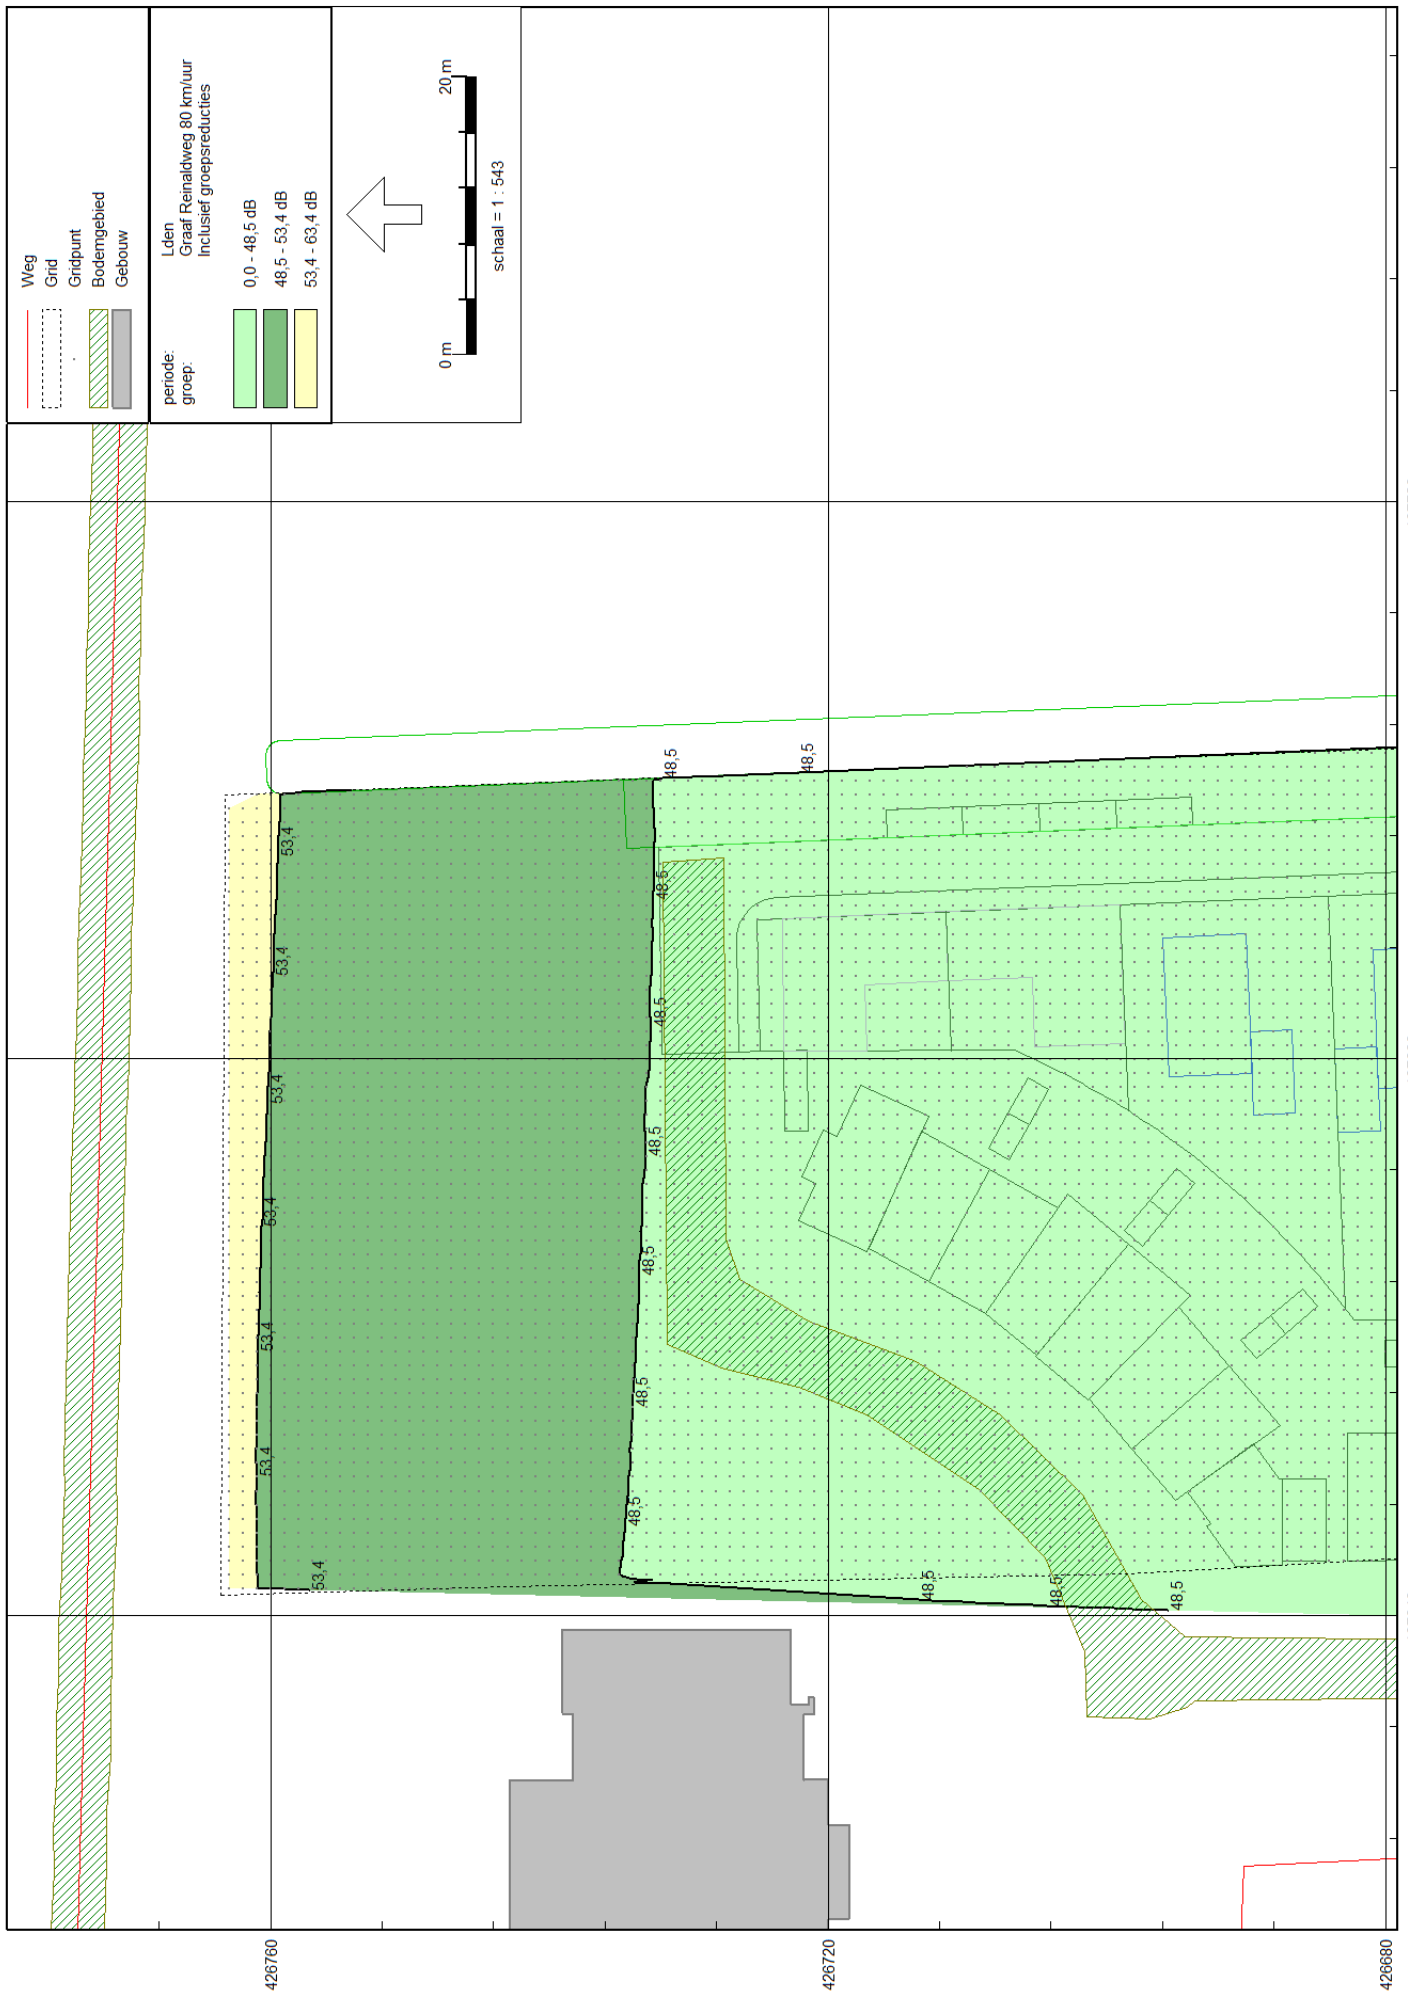 Weg
Grid
Gridpunt
Bodemgebied
Gebouw
periode: Lden
groep: Graaf Reinaldweg 80 km/uur
Inclusief groepsreducties
0,0 - 48,5 dB
48,5 - 53,4 dB
53,4 - 63,4 dB
0 m 20 m
schaal = 1 : 543
53,4
53,4
53,4
53,4
53,4
53,4
53,4
48,5
48,5
48,5
48,5
48,5
48,5
48,5
48,5
48,5
48,5
48,5
426760
426720
426680